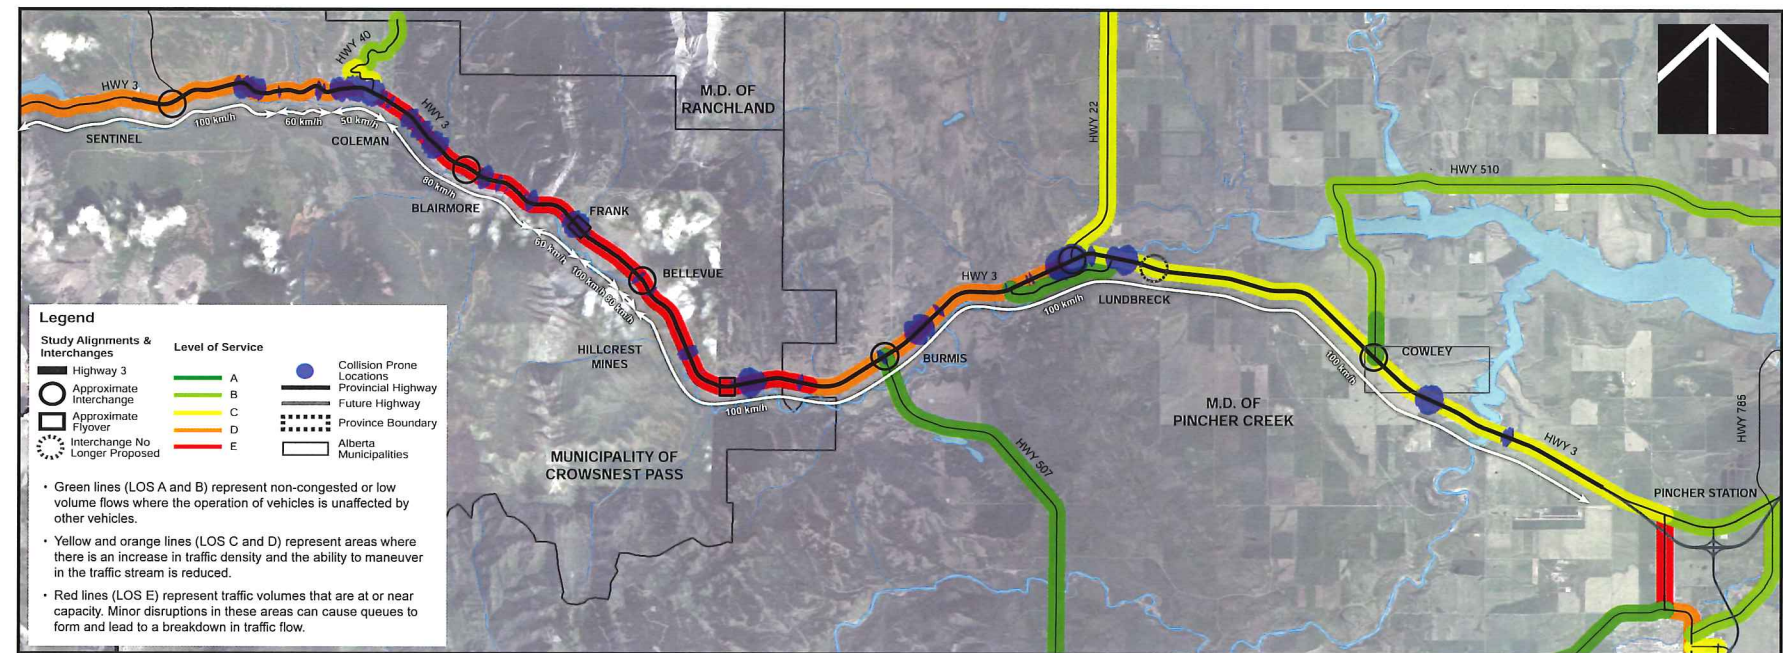 HWY 40
HWY 3
SENTINEL
100 km/h
60 km/h
50 km/h
COLEMAN
HWY 3
M.D. OF
RANCHLAND
HWY 22
HWY 510
80 km/h
BLAIRMORE
FRANK
60 km/h
100 km/h
80 km/h
BELLEVUE
HWY 3
100 km/h
LUNDBRECK
HILLCREST
MINES
BURMIS
100 km/h
COWLEY
100 km/h
M.D. OF
PINCHER CREEK
HWY 785
HWY 3
MUNICIPALITY OF
CROWSNEST PASS
HWY 507
PINCHER STATION
Legend
Study Alignments &
Interchanges
Highway 3
Approximate
Interchange
Approximate
Flyover
Interchange No
Longer Proposed
Level of Service
A
B
C
D
E
Collision Prone
Locations
Provincial Highway
Future Highway
Province Boundary
Alberta
Municipalities
• Green lines (LOS A and B) represent non-congested or low
volume flows where the operation of vehicles is unaffected by
other vehicles.
• Yellow and orange lines (LOS C and D) represent areas where
there is an increase in traffic density and the ability to maneuver
in the traffic stream is reduced.
• Red lines (LOS E) represent traffic volumes that are at or near
capacity. Minor disruptions in these areas can cause queues to
form and lead to a breakdown in traffic flow.